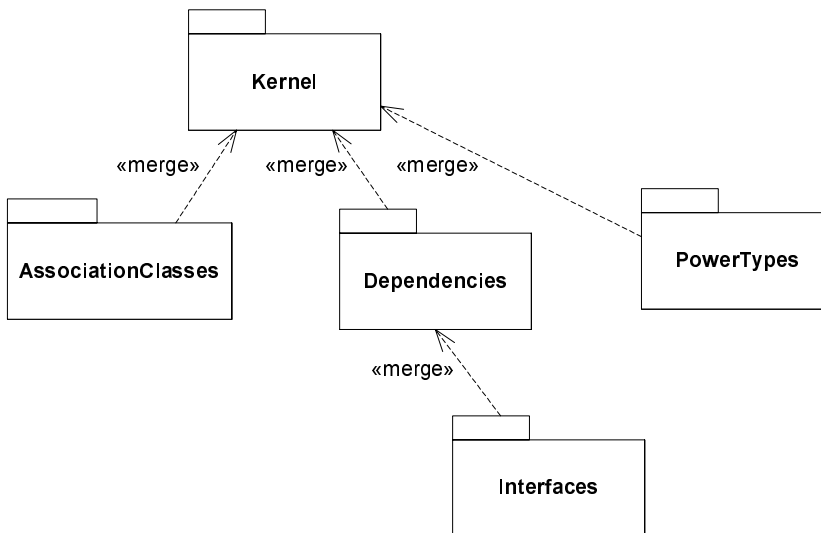 Kernel
«merge»
«merge»
«merge»
AssociationClasses
Dependencies
PowerTypes
«merge»
Interfaces